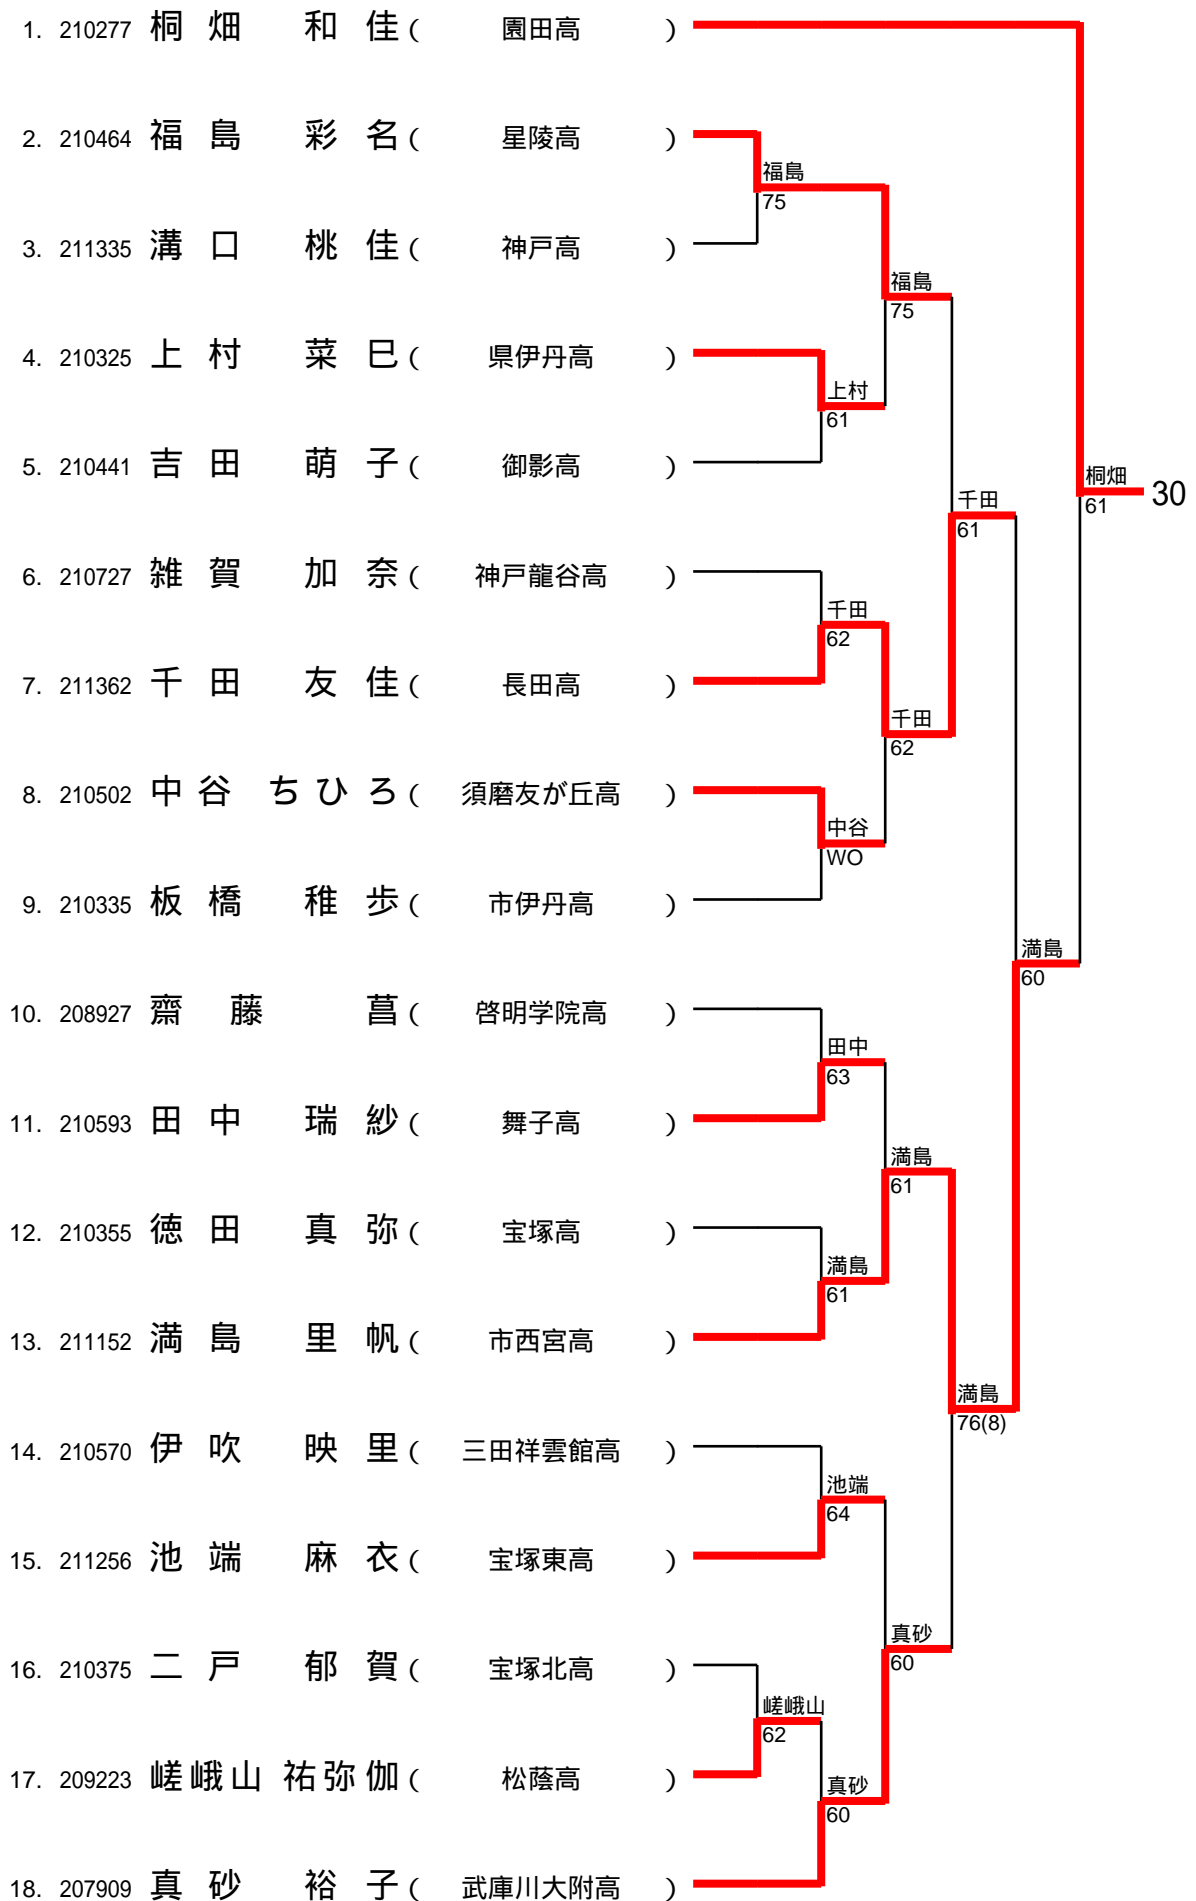 1. 210277 桐畑 和佳 ( 園田高 )
2. 210464 福島 彩名 ( 星陵高 )
福島
75
3. 211335 溝口 桃佳 ( 神戸高 )
福島
75
4. 210325 上村 菜巳 ( 県伊丹高 )
上村
61
5. 210441 吉田 萌子 ( 御影高 )
桐畑
61
30
千田
61
6. 210727 雑賀 加奈 ( 神戸龍谷高 )
千田
62
7. 211362 千田 友佳 ( 長田高 )
千田
62
8. 210502 中谷 ちひろ ( 須磨友が丘高 )
中谷
WO
9. 210335 板橋 稚歩 ( 市伊丹高 )
満島
60
10. 208927 齋藤 菖 ( 啓明学院高 )
田中
63
11. 210593 田中 瑞紗 ( 舞子高 )
満島
61
12. 210355 徳田 真弥 ( 宝塚高 )
満島
61
13. 211152 満島 里帆 ( 市西宮高 )
満島
76(8)
14. 210570 伊吹 映里 ( 三田祥雲館高 )
池端
64
15. 211256 池端 麻衣 ( 宝塚東高 )
真砂
60
16. 210375 二戸 郁賀 ( 宝塚北高 )
嵯峨山
62
17. 209223 嵯峨山 祐弥伽 ( 松蔭高 )
真砂
60
18. 207909 真砂 裕子 ( 武庫川大附高 )